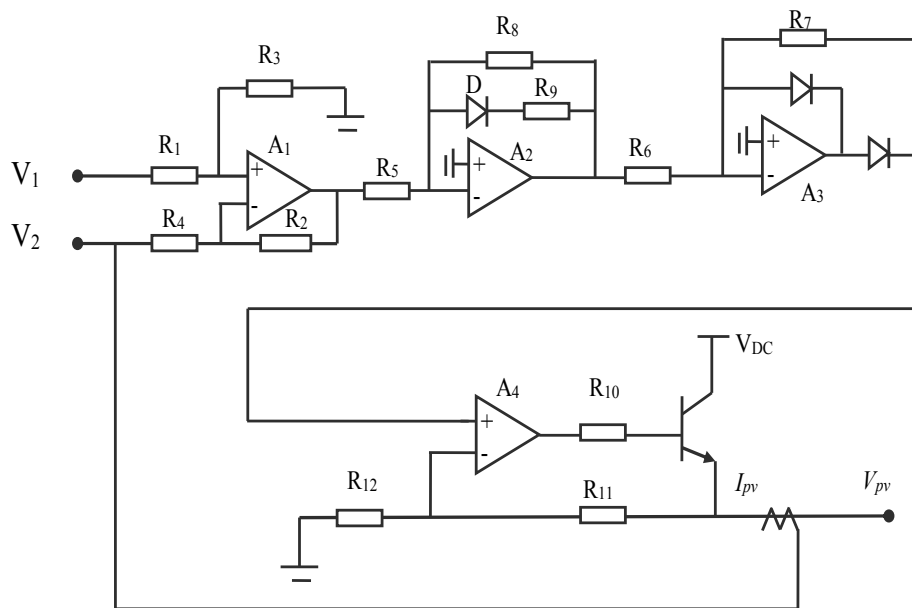 R7
R8
R3
D
R9
R1
A1
A2
R6
+
V1
R5
+
+
-
-
-
A3
R4
R2
V2
VDC
A4
R10
+
-
R12
R11
Ipv
Vpv